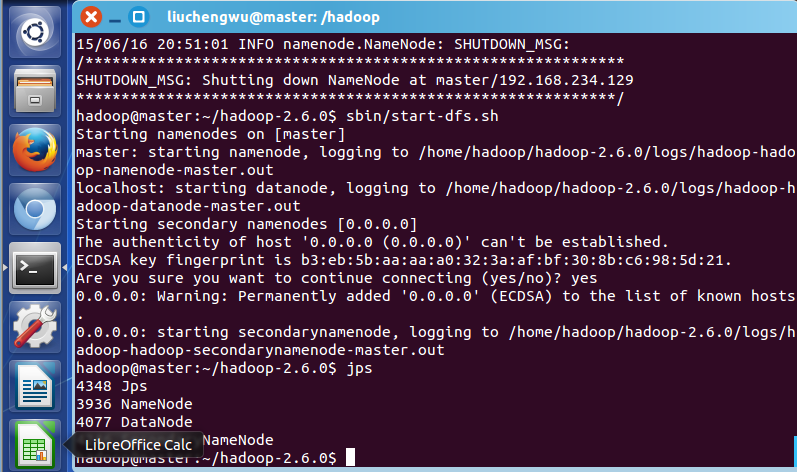 liuchengwu@master: /hadoop
15/06/16 20:51:01 INFO namenode.NameNode: SHUTDOWN_MSG:
/************************************************************
SHUTDOWN_MSG: Shutting down NameNode at master/192.168.234.129
************************************************************/
hadoop@master:~/hadoop-2.6.0$ sbin/start-dfs.sh
Starting namenodes on [master]
master: starting namenode, logging to /home/hadoop/hadoop-2.6.0/logs/hadoop-hado
op-namenode-master.out
localhost: starting datanode, logging to /home/hadoop/hadoop-2.6.0/logs/hadoop-h
adoop-datanode-master.out
Starting secondary namenodes [0.0.0.0]
The authenticity of host '0.0.0.0 (0.0.0.0)' can't be established.
ECDSA key fingerprint is b3:eb:5b:aa:aa:a0:32:3a:af:bf:30:8b:c6:98:5d:21.
Are you sure you want to continue connecting (yes/no)? yes
0.0.0.0: Warning: Permanently added '0.0.0.0' (ECDSA) to the list of known hosts
.
0.0.0.0: starting secondarynamenode, logging to /home/hadoop/hadoop-2.6.0/logs/h
adoop-hadoop-secondarynamenode-master.out
hadoop@master:~/hadoop-2.6.0$ jps
4348 Jps
3936 NameNode
4077 DataNode
NameNode
LibreOffice Calc
hadoop@master:~/hadoop-2.6.0$